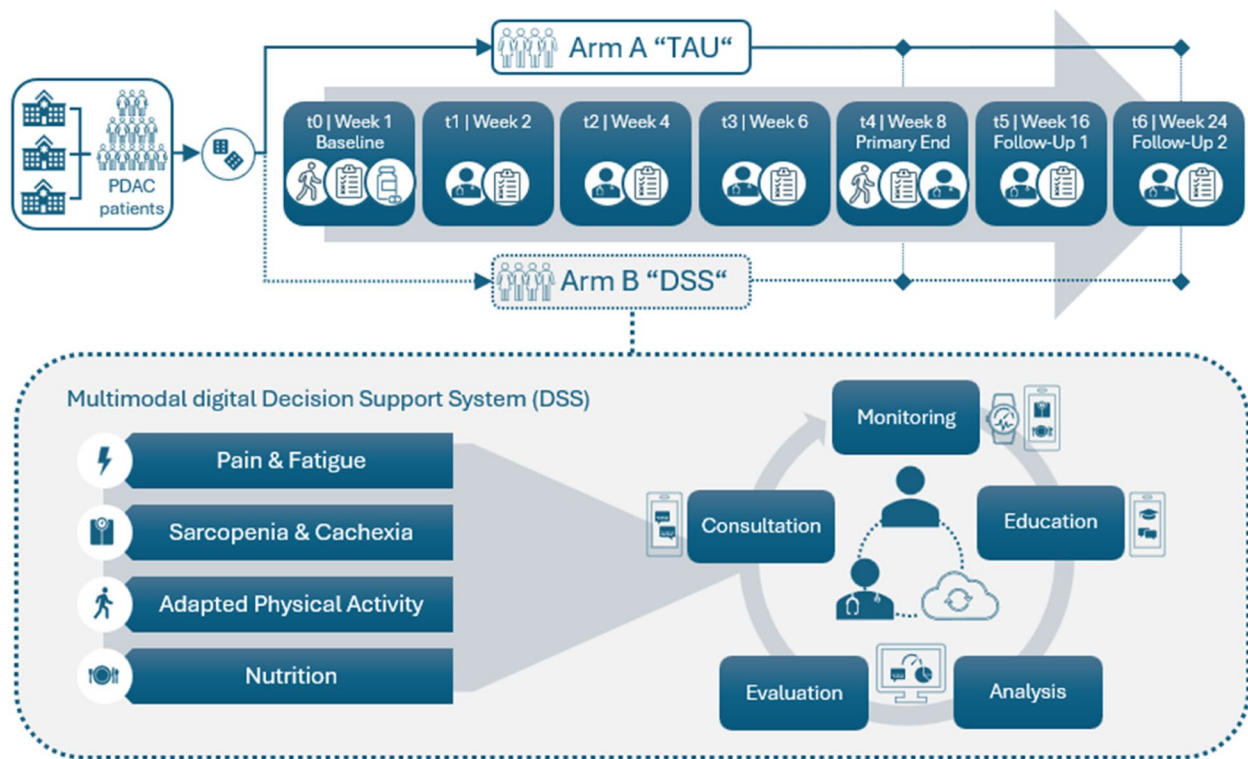 Arm A “TAU“
PDAC
patients
t0 | Week 1
Baseline
t1 | Week 2
t2 | Week 4
t3 | Week 6
t4 | Week 8
Primary End
t5 | Week 16
Follow-Up 1
t6 | Week 24
Follow-Up 2
Arm B “DSS“
Multimodal digital Decision Support System (DSS)
Pain & Fatigue
Sarcopenia & Cachexia
Adapted Physical Activity
Nutrition
Monitoring
Education
Analysis
Evaluation
Consultation